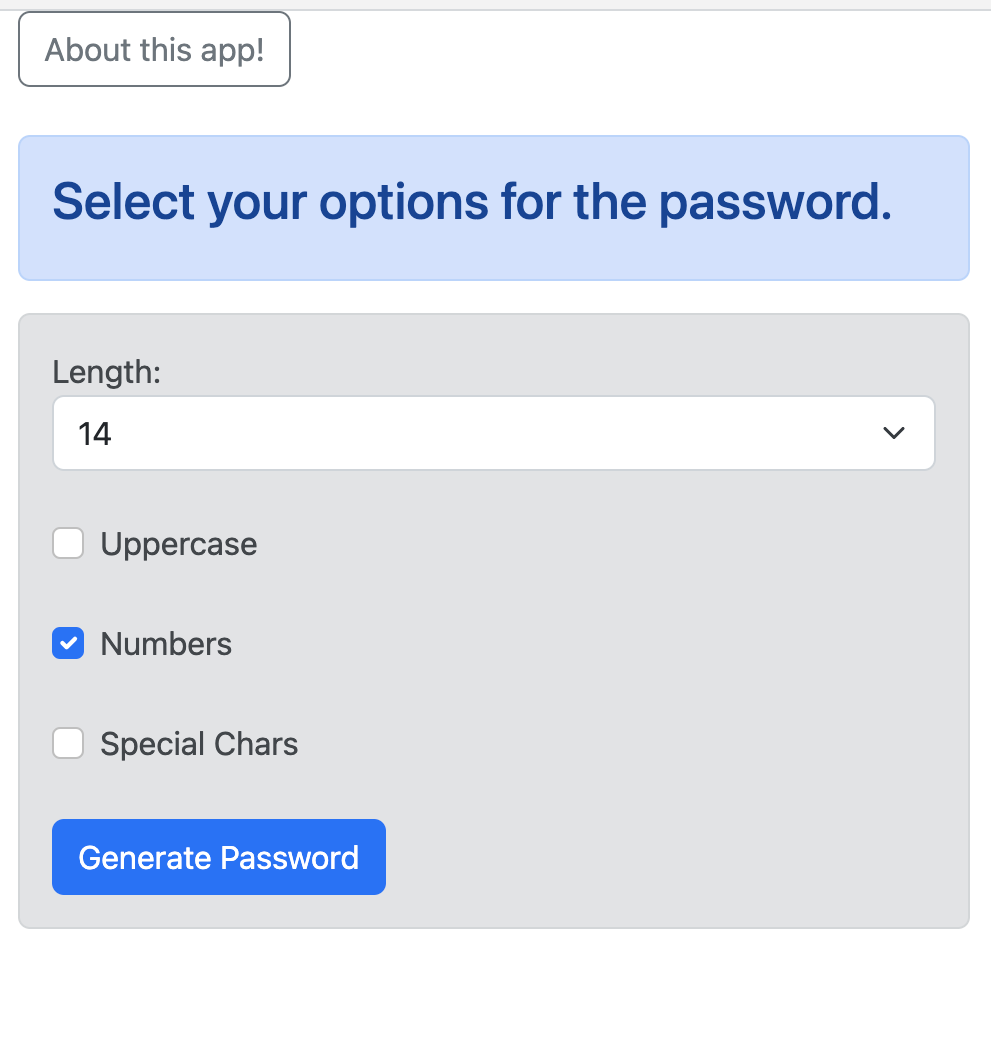 About this app!
Select your options for the password.
Length:
14
Uppercase
Numbers
Special Chars
Generate Password